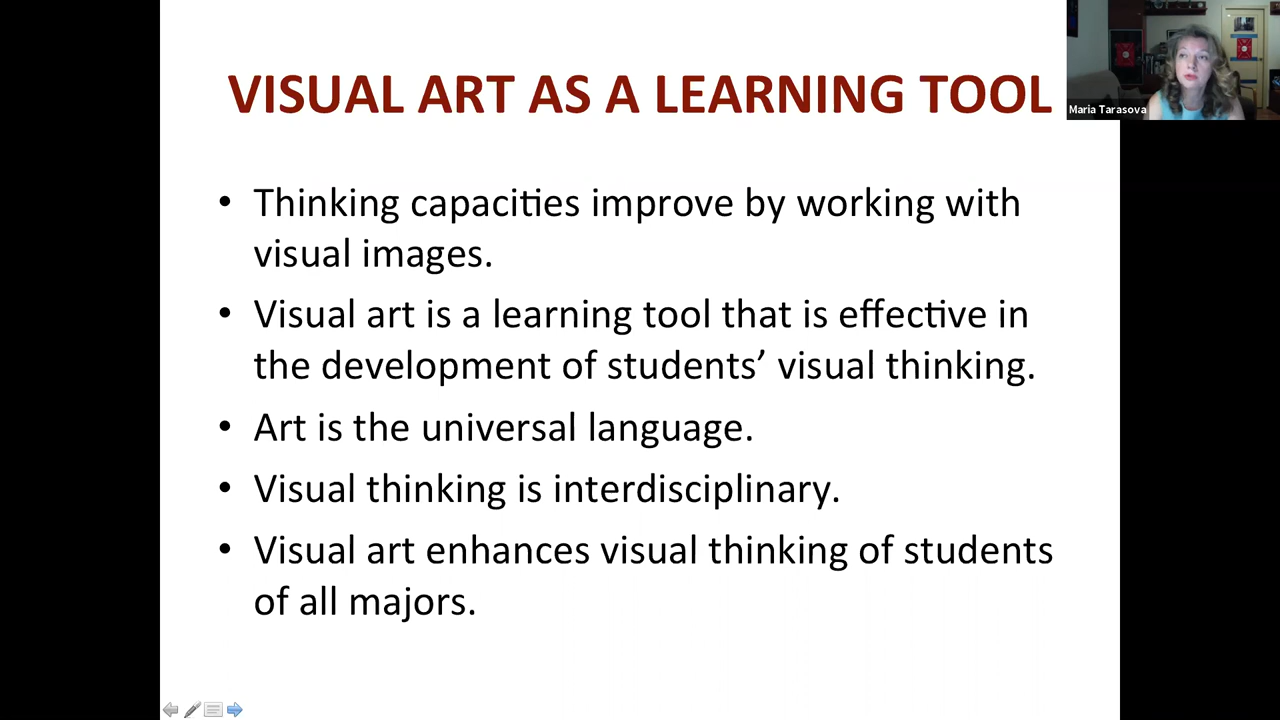 VISUAL ART AS A LEARNING TOOL
Maria Tarasova
• Thinking capacities improve by working with
visual images.
• Visual art is a learning tool that is effective in
the development of students’ visual thinking.
• Art is the universal language.
• Visual thinking is interdisciplinary.
• Visual art enhances visual thinking of students
of all majors.